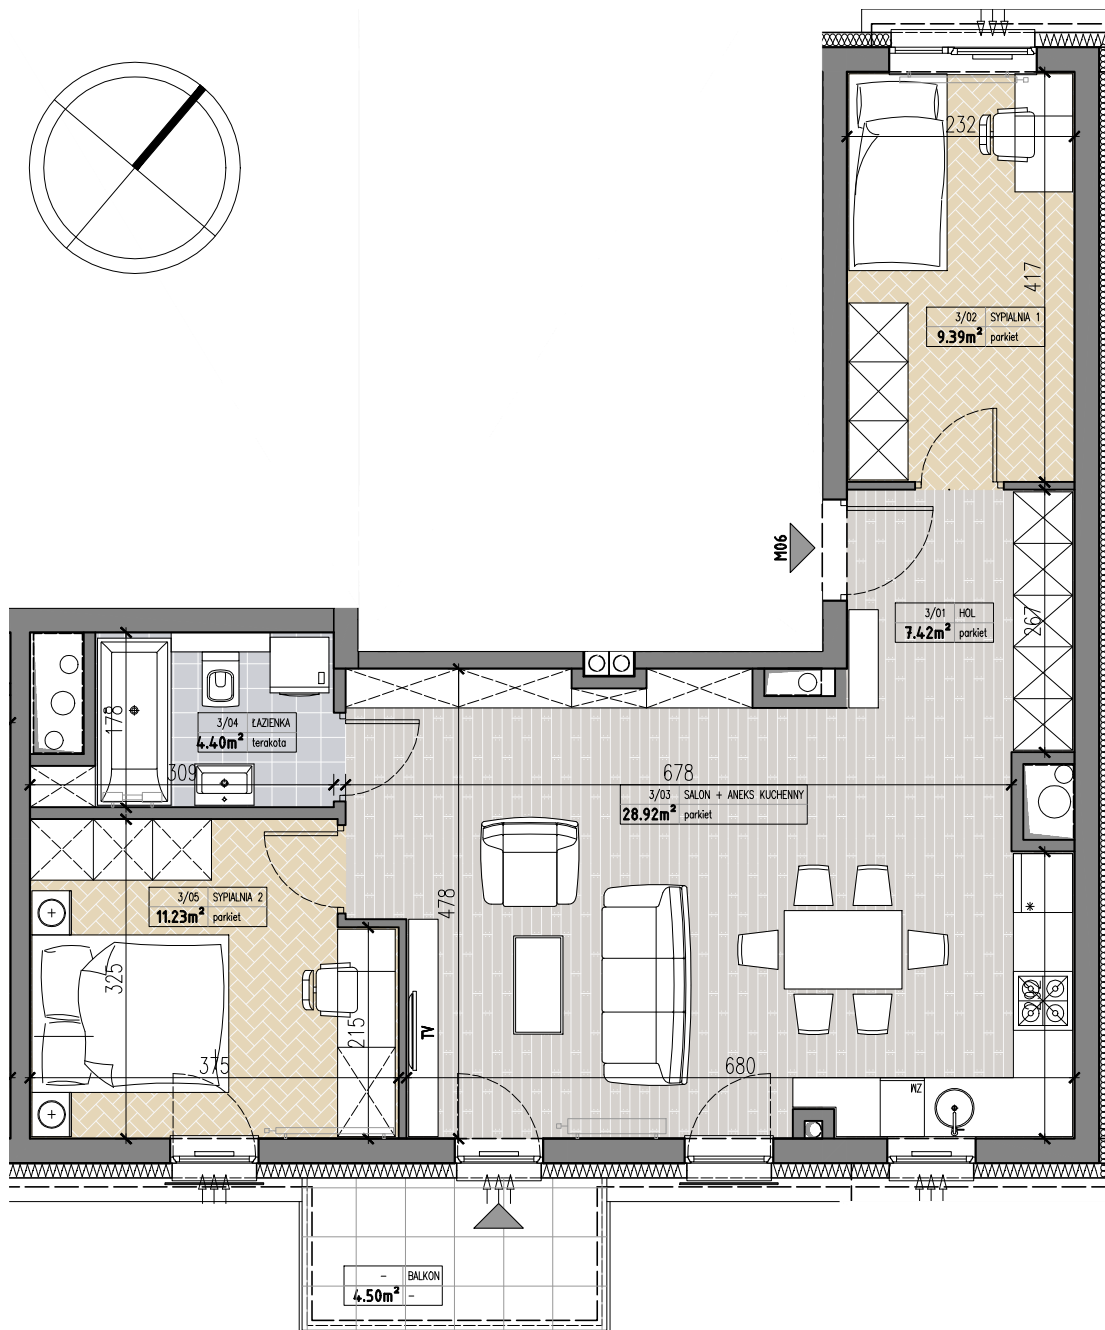 232
417
3/02 SYPIALNIA 1
9.39m² parkiet
M06
3/01 HOL
7.42m² parkiet
267
178
3/04 ŁAZIENKA
4.40m² terakota
309
678
3/03 SALON + ANEKS KUCHENNY
28.92m² parkiet
3/05 SYPIALNIA 2
11.23m² parkiet
478
325
215
TV
292
375
680
ZM
- BALKON
4.50m² -